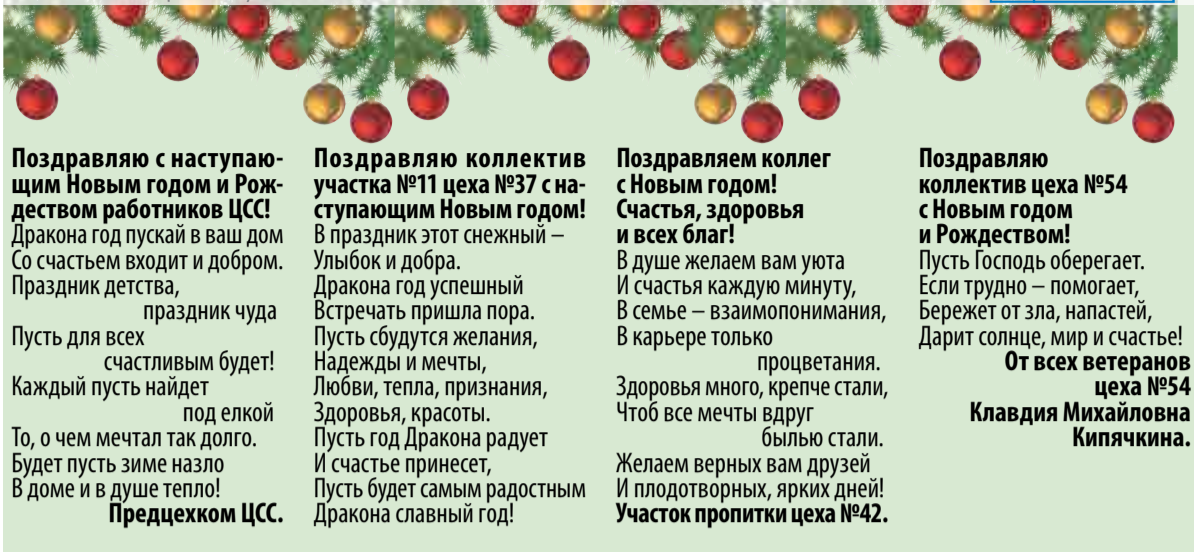 Поздравляю с наступаю-
щим Новым годом и Рож-
деством работников ЦСС!
Дракона год пускай в ваш дом
Со счастьем входит и добром.
Праздник детства,
праздник чуда
Пусть для всех
счастливым будет!
Каждый пусть найдет
под елкой
То, о чем мечтал так долго.
Будет пусть зиме назло
В доме и в душе тепло!
Предцехком ЦСС.
Поздравляю коллектив
участка №11 цеха №37 с на-
ступающим Новым годом!
В праздник этот снежный –
Улыбок и добра.
Дракона год успешный
Встречать пришла пора.
Пусть сбудутся желания,
Надежды и мечты,
Любви, тепла, признания,
Здоровья, красоты.
Пусть год Дракона радует
И счастье принесет,
Пусть будет самым радостным
Дракона славный год!
Поздравляем коллег
с Новым годом!
Счастья, здоровья
и всех благ!
В душе желаем вам уюта
И счастья каждую минуту,
В семье – взаимопонимания,
В карьере только
процветания.
Здоровья много, крепче стали,
Чтоб все мечты вдруг
былью стали.
Желаем верных вам друзей
И плодотворных, ярких дней!
Участок пропитки цеха №42.
Поздравляю
коллектив цеха №54
с Новым годом
и Рождеством!
Пусть Господь оберегает.
Если трудно – помогает,
Бережет от зла, напастей,
Дарит солнце, мир и счастье!
От всех ветеранов
цеха №54
Клавдия Михайловна
Кипячкина.